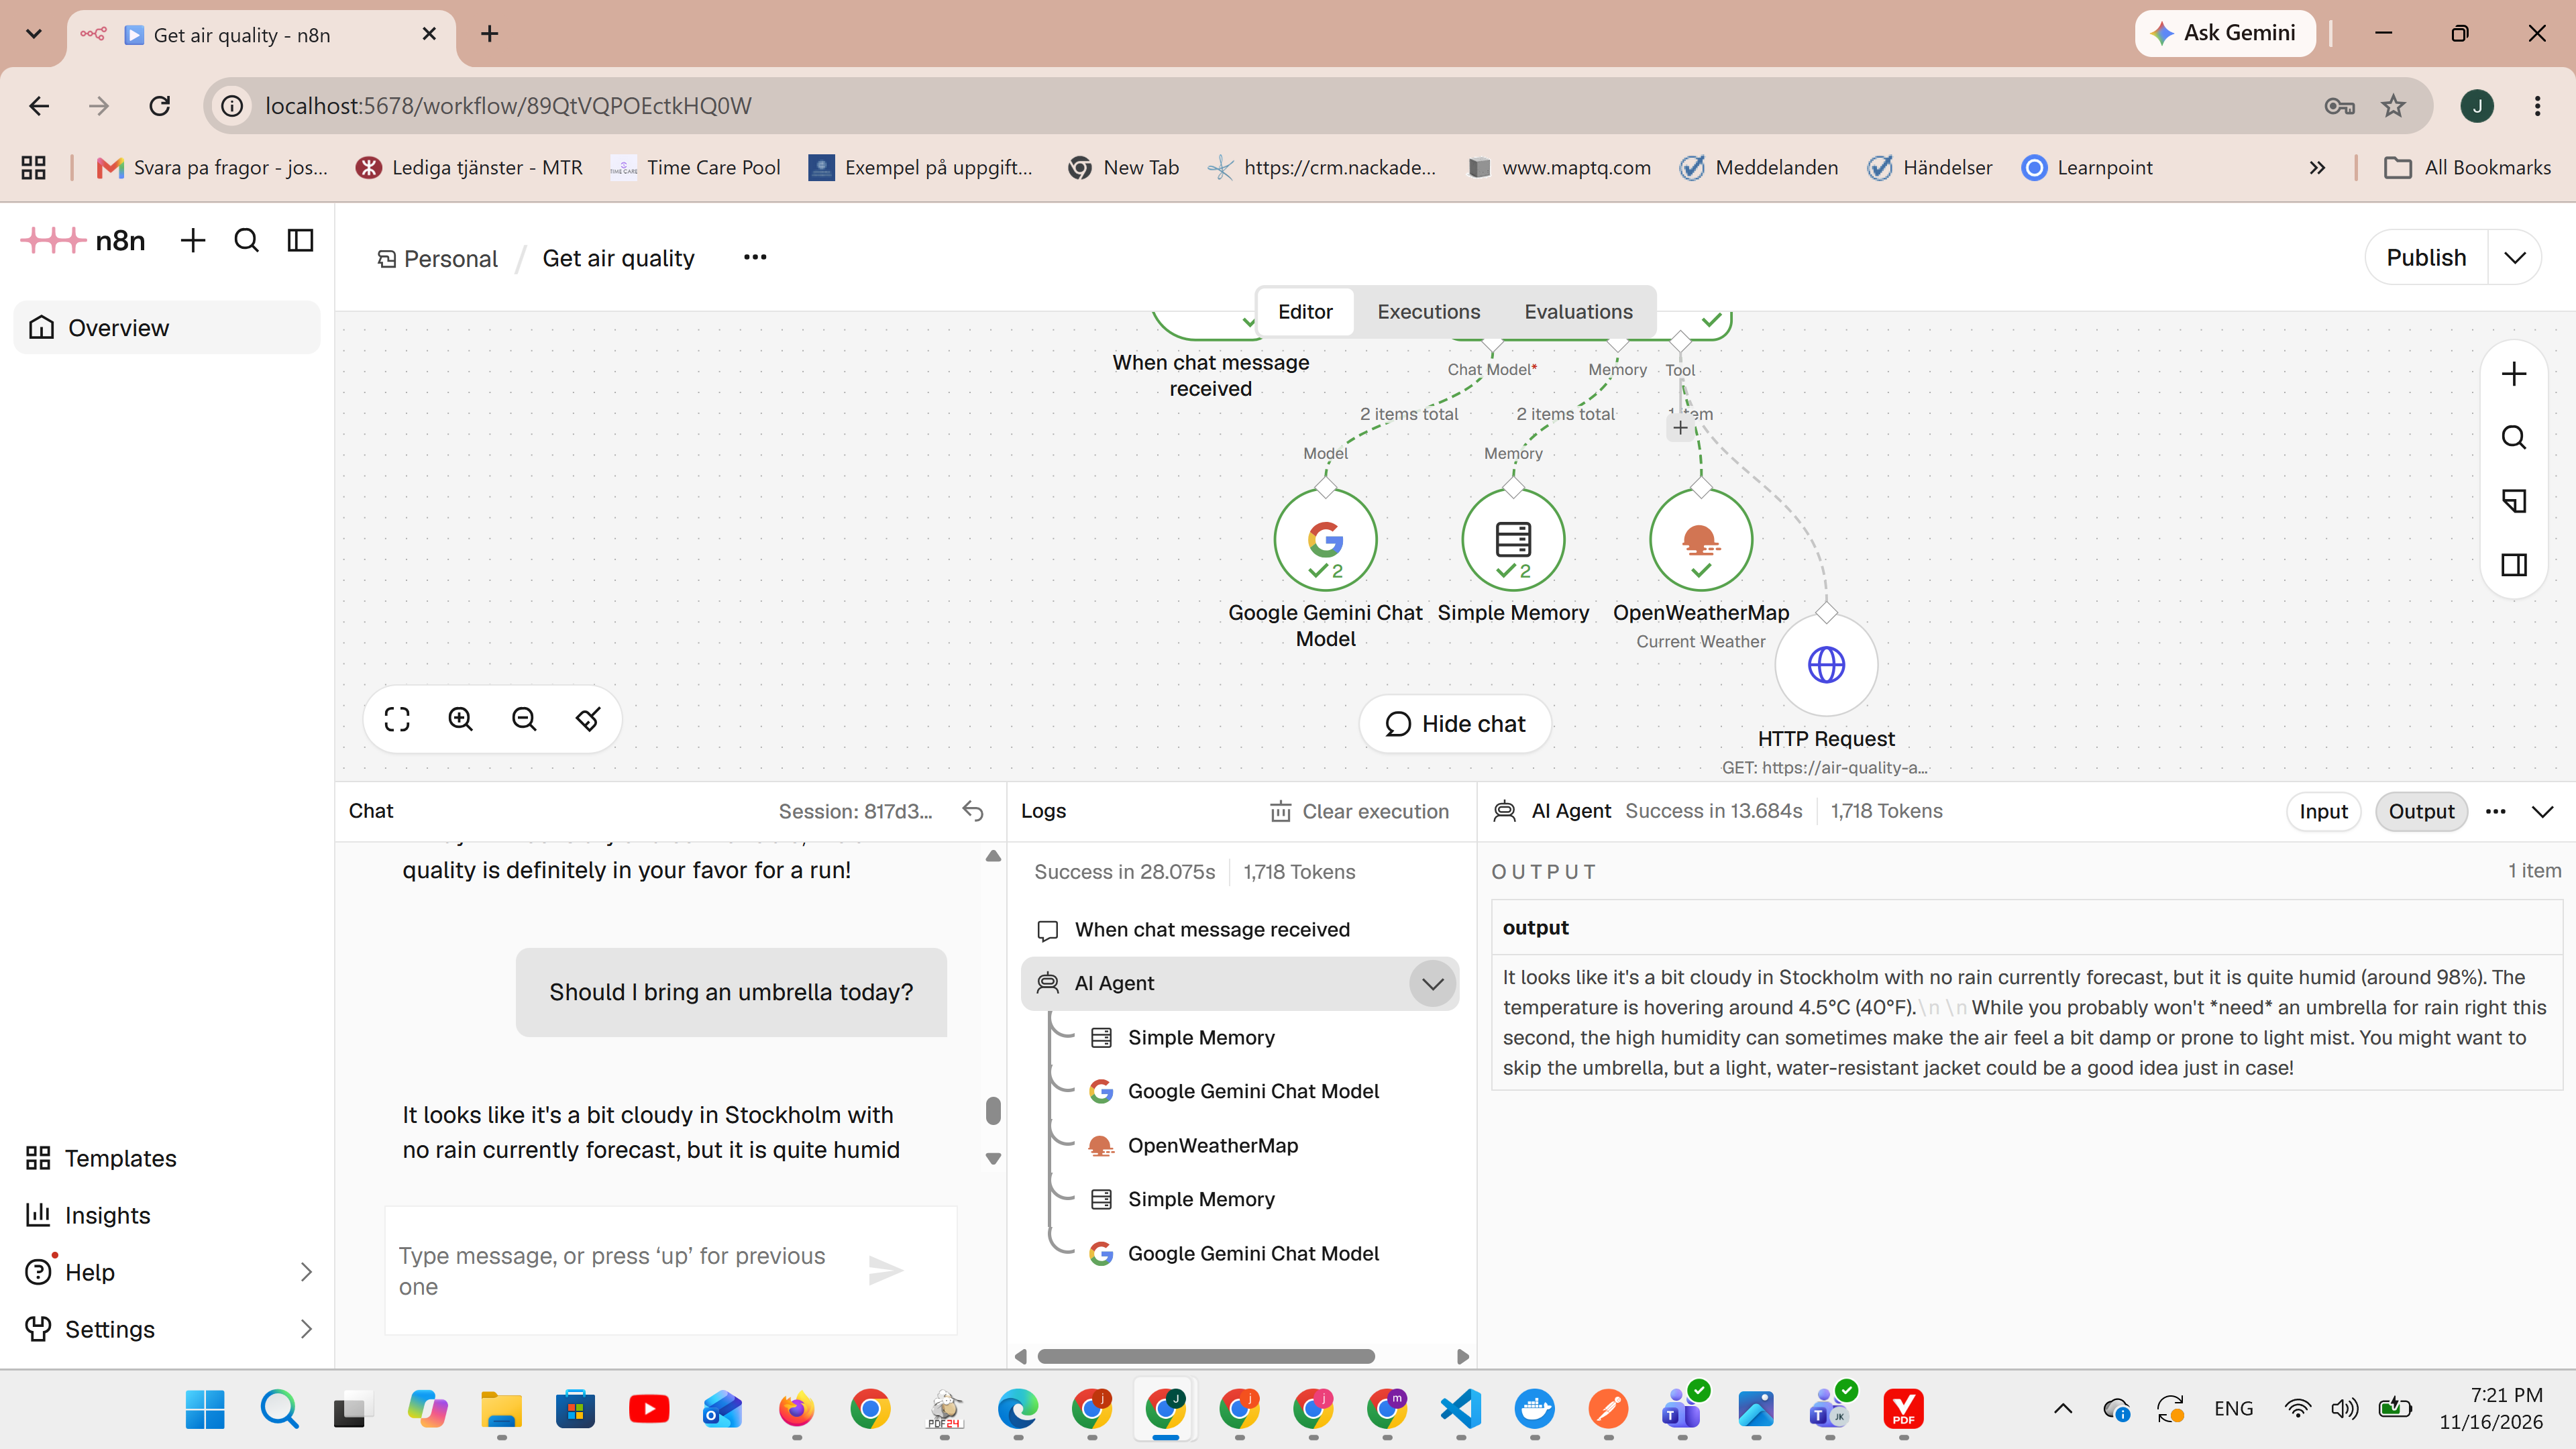 Get air quality - n8n
Ask Gemini
localhost:5678/workflow/89QtVQPOEctkHQ0W
J
Svara pa fragor - jos...
Lediga tjänster - MTR
TIME CARE
Time Care Pool
Exempel på uppgift...
New Tab
https://crm.nackade...
www.maptq.com
Meddelanden
Händelser
Learnpoint
All Bookmarks
n8n
Personal / Get air quality
Publish
Overview
Editor
Executions
Evaluations
When chat message
received
Chat Model*
Memory
Tool
2 items total
2 items total
1 item
Model
Memory
2
2
Google Gemini Chat
Model
Simple Memory
OpenWeatherMap
Current Weather
Hide chat
HTTP Request
GET: https://air-quality-a...
Chat
Session: 817d3...
quality is definitely in your favor for a run!
Should I bring an umbrella today?
It looks like it's a bit cloudy in Stockholm with
no rain currently forecast, but it is quite humid
Type message, or press ‘up’ for previous
one
Logs
Clear execution
Success in 28.075s
1,718 Tokens
When chat message received
AI Agent
Simple Memory
Google Gemini Chat Model
OpenWeatherMap
Simple Memory
Google Gemini Chat Model
AI Agent
Success in 13.684s
1,718 Tokens
Input
Output
OUTPUT
1 item
output
It looks like it's a bit cloudy in Stockholm with no rain currently forecast, but it is quite humid (around 98%). The
temperature is hovering around 4.5°C (40°F).\n \n While you probably won't *need* an umbrella for rain right this
second, the high humidity can sometimes make the air feel a bit damp or prone to light mist. You might want to
skip the umbrella, but a light, water-resistant jacket could be a good idea just in case!
Templates
Insights
Help
Settings
PDF24
j
J
j
j
m
T
T
JK
PDF
ENG
7:21 PM
11/16/2026